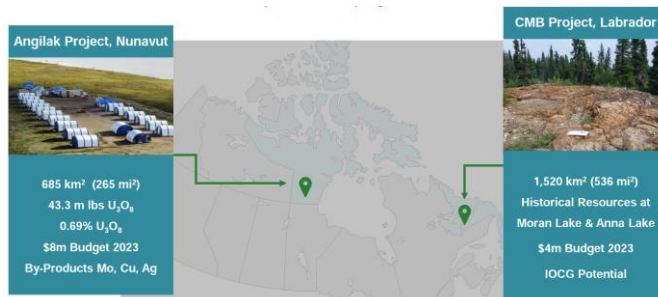 Angilak Project, Nunavut
685 km² (265 mi²)
43.3 m lbs U₃O₈
0.69% U₃O₈
$8m Budget 2023
By-Products Mo, Cu, Ag
CMB Project, Labrador
1,520 km² (536 mi²)
Historical Resources at
Moran Lake & Anna Lake
$4m Budget 2023
IOCG Potential